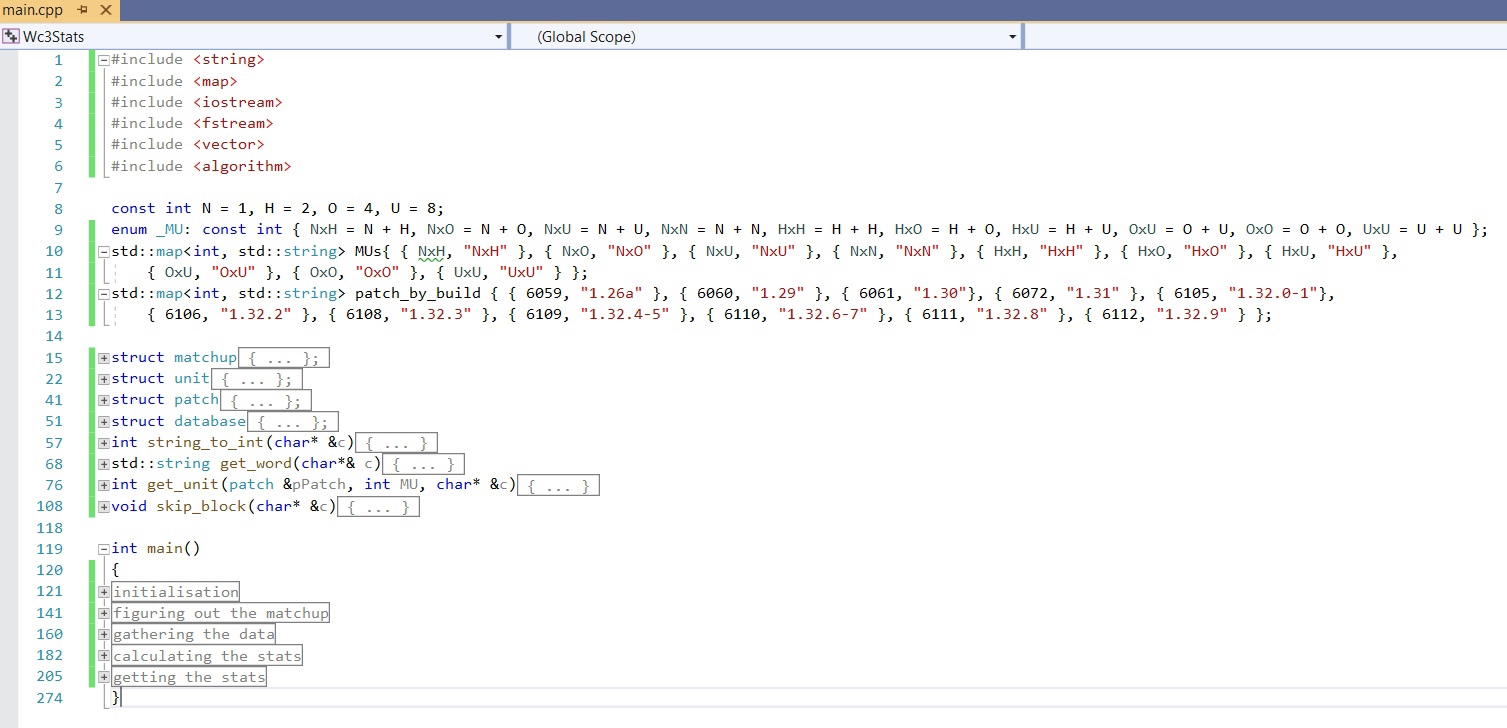 main.cpp
Wc3Stats (Global Scope)
1 #include <string>
2 #include <map>
3 #include <iostream>
4 #include <fstream>
5 #include <vector>
6 #include <algorithm>
7
8 const int N = 1, H = 2, O = 4, U = 8;
9 enum _MU: const int { NxH = N + H, NxO = N + O, NxU = N + U, NxN = N + N, HxH = H + H, HxO = H + O, HxU = H + U, OxU = O + U, OxO = O + O, UxU = U + U };
10 std::map<int, std::string> MUs{ { NxH, "NxH" }, { NxO, "NxO" }, { NxU, "NxU" }, { NxN, "NxN" }, { HxH, "HxH" }, { HxO, "HxO" }, { HxU, "HxU" },
11 { OxU, "OxU" }, { OxO, "OxO" }, { UxU, "UxU" } };
12 std::map<int, std::string> patch_by_build { { 6059, "1.26a" }, { 6060, "1.29" }, { 6061, "1.30"}, { 6072, "1.31" }, { 6105, "1.32.0-1"},
13 { 6106, "1.32.2" }, { 6108, "1.32.3" }, { 6109, "1.32.4-5" }, { 6110, "1.32.6-7" }, { 6111, "1.32.8" }, { 6112, "1.32.9" } };
14
15 struct matchup { ... };
22 struct unit { ... };
41 struct patch { ... };
51 struct database { ... };
57 int string_to_int(char* &c) { ... }
68 std::string get_word(char*& c) { ... }
76 int get_unit(patch &pPatch, int MU, char* &c) { ... }
108 void skip_block(char* &c) { ... }
118
119 int main()
120 {
121 initialisation
141 figuring out the matchup
160 gathering the data
182 calculating the stats
205 getting the stats
274 }